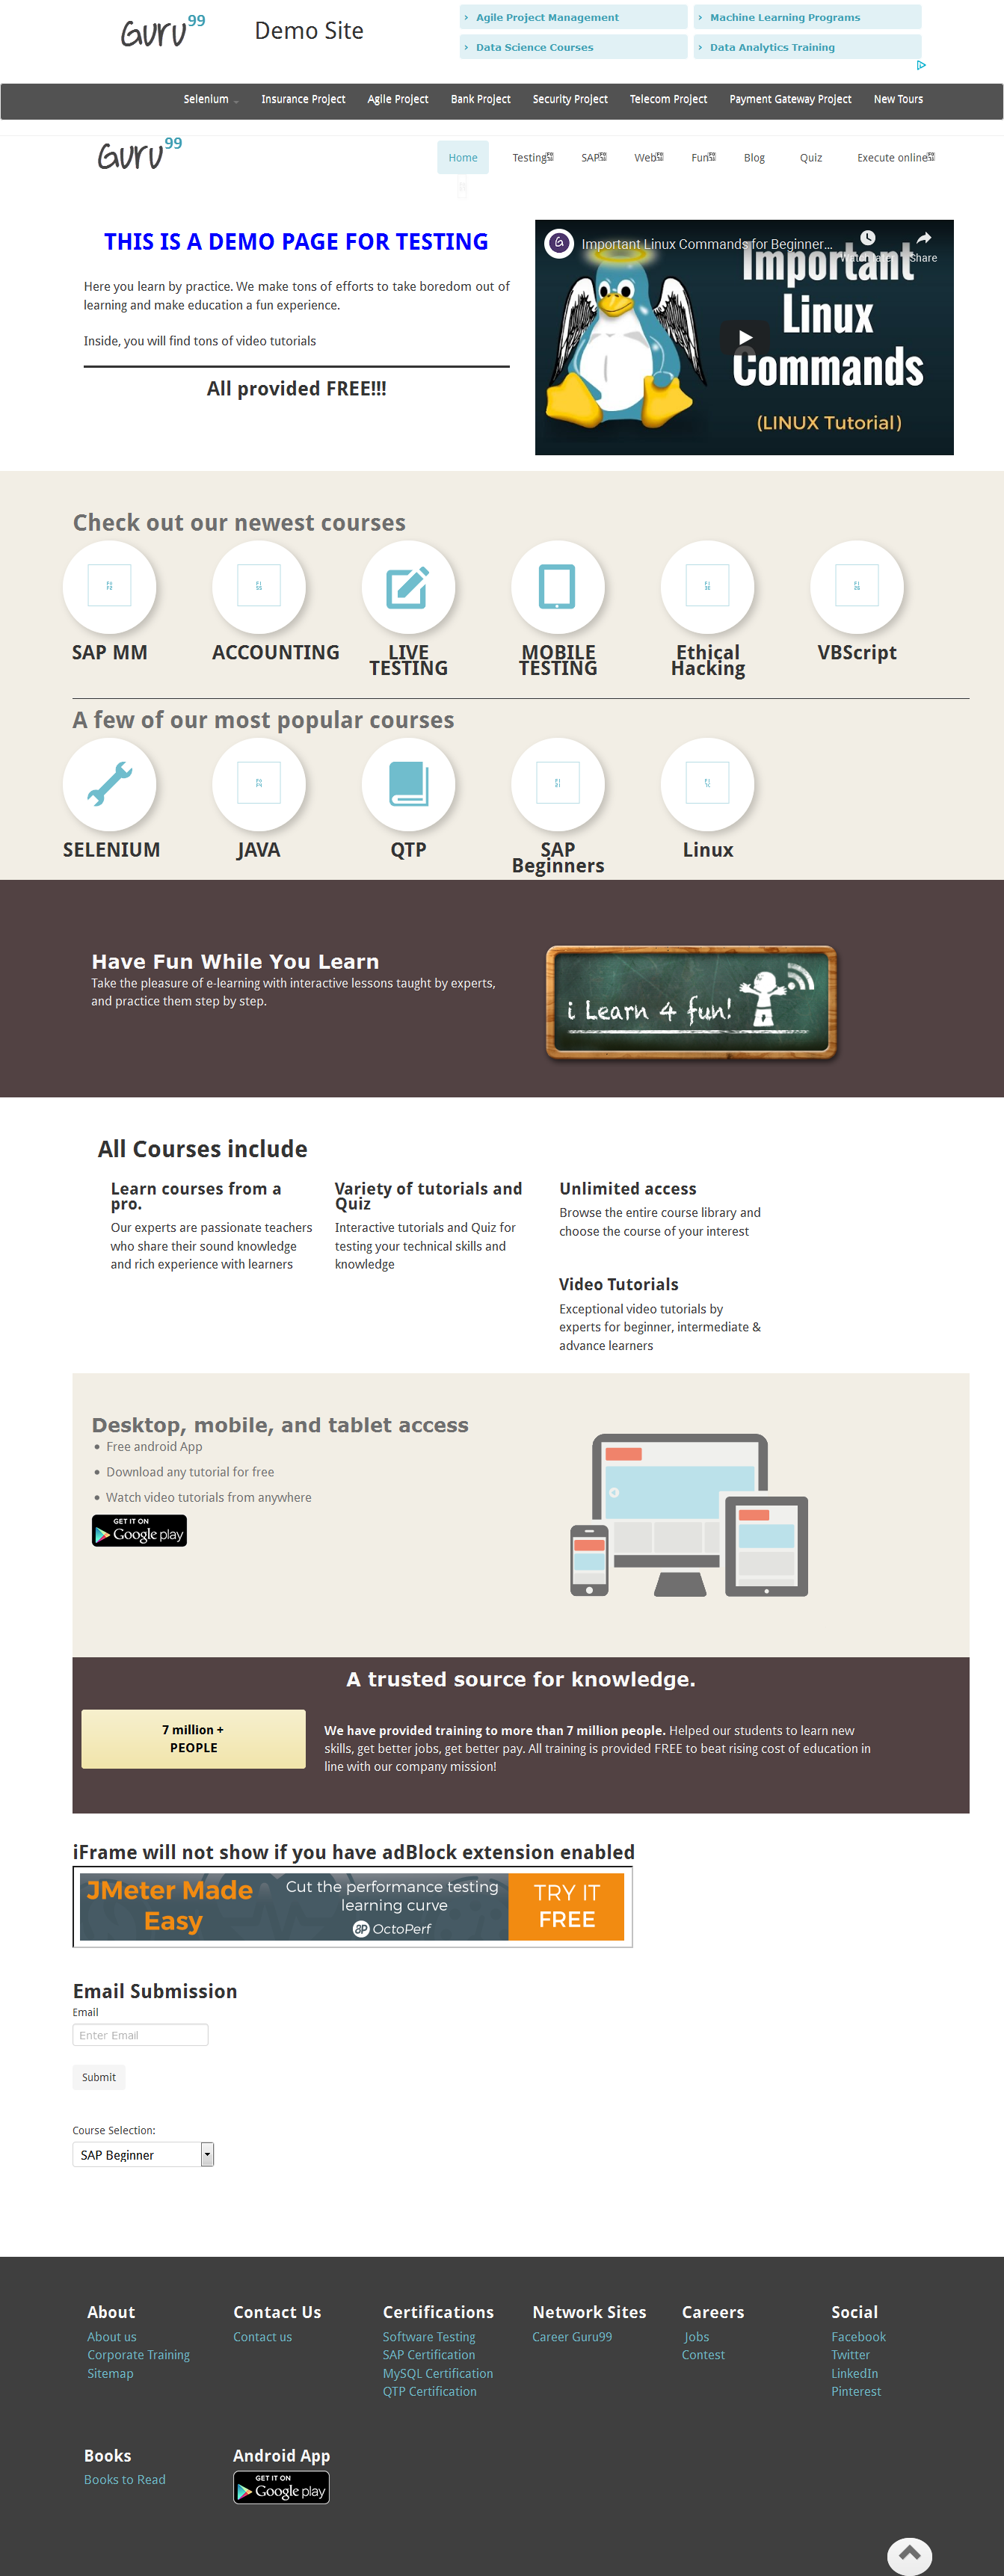 Guru99
Demo Site
› Agile Project Management
› Machine Learning Programs
› Data Science Courses
› Data Analytics Training
Selenium Insurance Project Agile Project Bank Project Security Project Telecom Project Payment Gateway Project New Tours
Guru99
Home Testing SAP Web Fun Blog Quiz Execute online
THIS IS A DEMO PAGE FOR TESTING
Here you learn by practice. We make tons of efforts to take boredom out of
learning and make education a fun experience.
Inside, you will find tons of video tutorials
All provided FREE!!!
Important Linux Commands for Beginner...
Share
Important
Linux
Commands
(LINUX Tutorial)
Check out our newest courses
SAP MM
ACCOUNTING
LIVE
TESTING
MOBILE
TESTING
Ethical
Hacking
VBScript
A few of our most popular courses
SELENIUM
JAVA
QTP
SAP
Beginners
Linux
Have Fun While You Learn
Take the pleasure of e-learning with interactive lessons taught by experts,
and practice them step by step.
i Learn 4 fun!
All Courses include
Learn courses from a
pro.
Our experts are passionate teachers
who share their sound knowledge
and rich experience with learners
Variety of tutorials and
Quiz
Interactive tutorials and Quiz for
testing your technical skills and
knowledge
Unlimited access
Browse the entire course library and
choose the course of your interest
Video Tutorials
Exceptional video tutorials by
experts for beginner, intermediate &
advance learners
Desktop, mobile, and tablet access
• Free android App
• Download any tutorial for free
• Watch video tutorials from anywhere
GET IT ON
Google play
A trusted source for knowledge.
7 million +
PEOPLE
We have provided training to more than 7 million people. Helped our students to learn new
skills, get better jobs, get better pay. All training is provided FREE to beat rising cost of education in
line with our company mission!
iFrame will not show if you have adBlock extension enabled
JMeter Made
Easy
Cut the performance testing
learning curve
OctoPerf
TRY IT
FREE
Email Submission
Email
Enter Email
Submit
Course Selection:
SAP Beginner
About
About us
Corporate Training
Sitemap
Contact Us
Contact us
Certifications
Software Testing
SAP Certification
MySQL Certification
QTP Certification
Network Sites
Career Guru99
Careers
Jobs
Contest
Social
Facebook
Twitter
LinkedIn
Pinterest
Books
Books to Read
Android App
GET IT ON
Google play